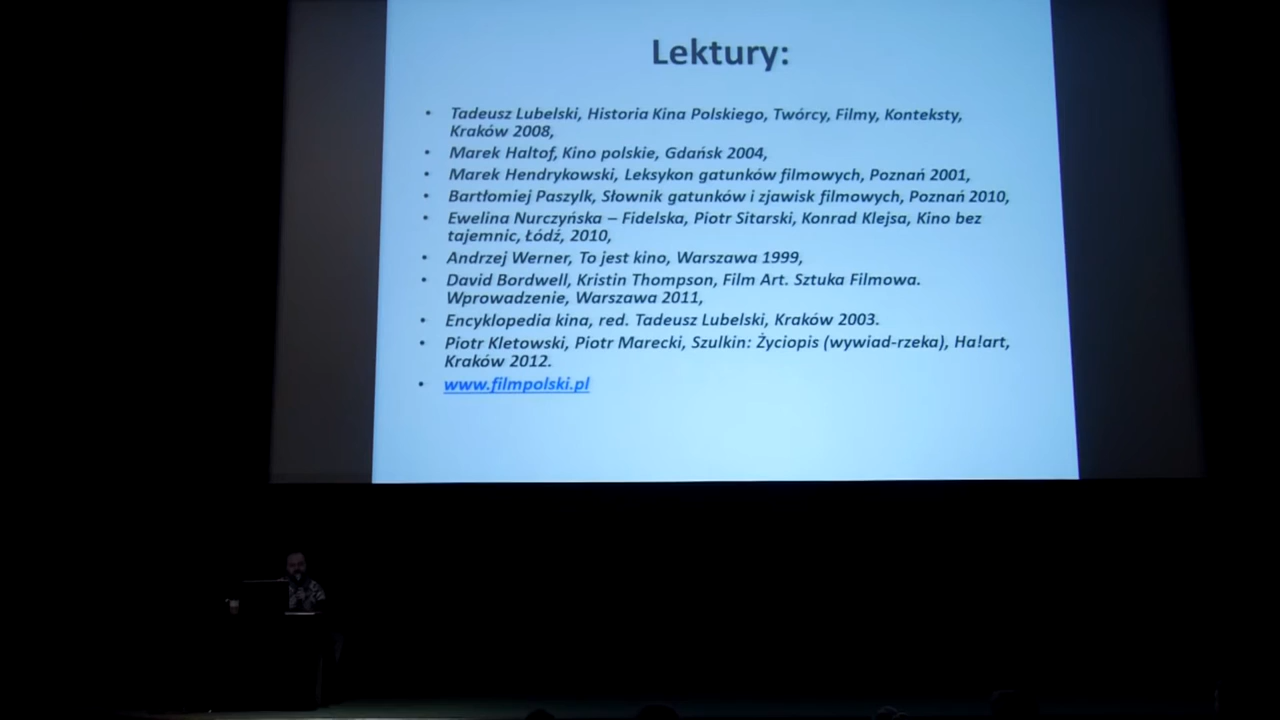 Lektury:
• Tadeusz Lubelski, Historia Kina Polskiego, Twórcy, Filmy, Konteksty,
Kraków 2008,
• Marek Haltof, Kino polskie, Gdańsk 2004,
• Marek Hendrykowski, Leksykon gatunków filmowych, Poznań 2001,
• Bartłomiej Paszylk, Słownik gatunków i zjawisk filmowych, Poznań 2010,
• Ewelina Nurczyńska – Fidelska, Piotr Sitarski, Konrad Klejsa, Kino bez
tajemnic, Łódź, 2010,
• Andrzej Werner, To jest kino, Warszawa 1999,
• David Bordwell, Kristin Thompson, Film Art. Sztuka Filmowa.
Wprowadzenie, Warszawa 2011,
• Encyklopedia kina, red. Tadeusz Lubelski, Kraków 2003.
• Piotr Kletowski, Piotr Marecki, Szulkin: Życiopis (wywiad-rzeka), Ha!art,
Kraków 2012.
• www.filmpolski.pl